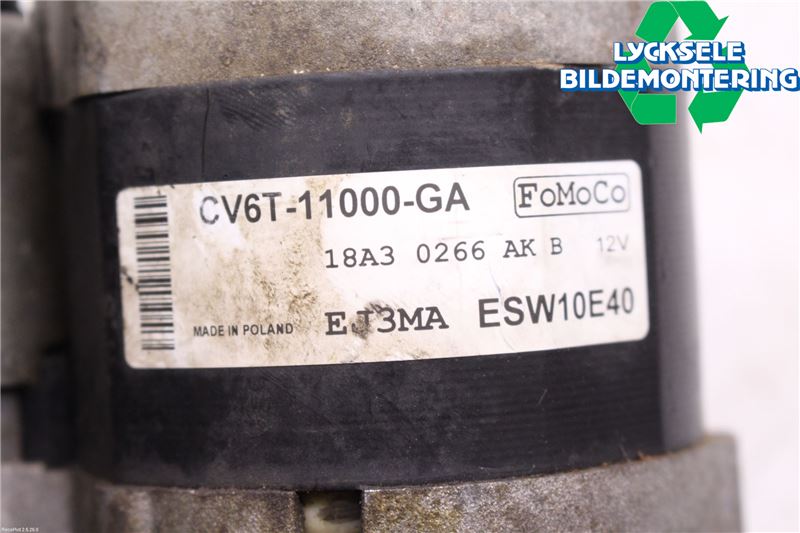 LYCKSELE
BILDEMONTERING
CV6T-11000-GA FoMoCo
18A3 0266 AK B 12V
MADE IN POLAND EJ3MA ESW10E40